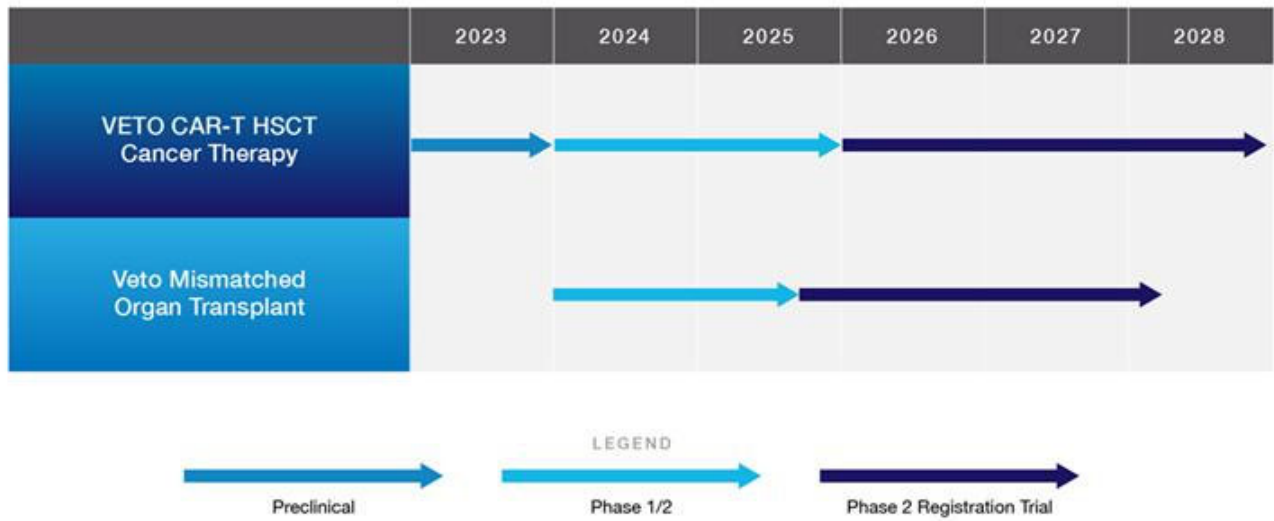 2023 2024 2025 2026 2027 2028
VETO CAR-T HSCT
Cancer Therapy
Veto Mismatched
Organ Transplant
LEGEND
Preclinical Phase 1/2 Phase 2 Registration Trial